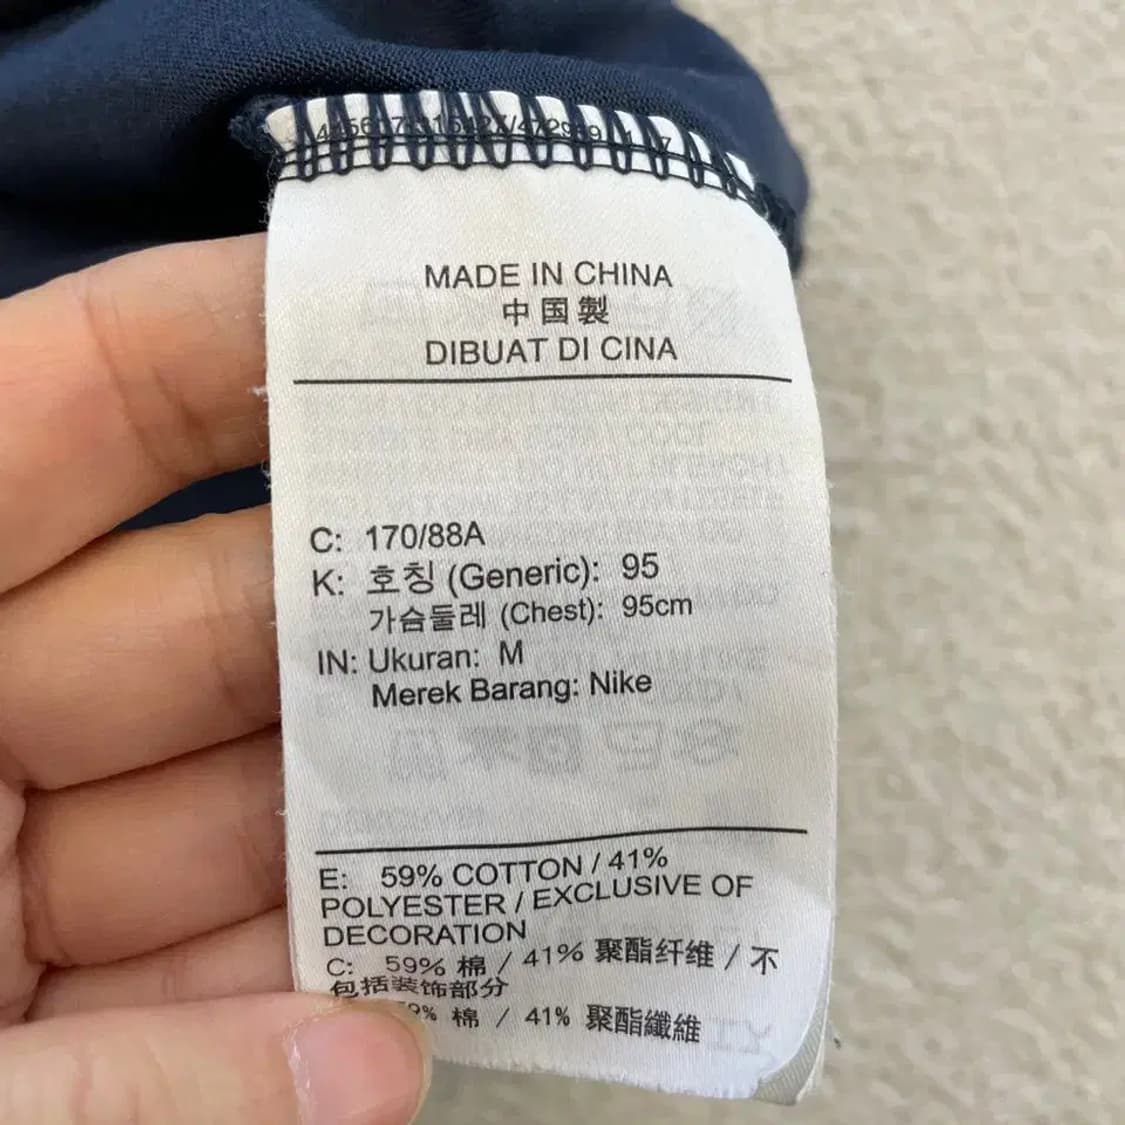 MADE IN CHINA
中国製
DIBUAT DI CINA
C: 170/88A
K: 호칭 (Generic): 95
가슴둘레 (Chest): 95cm
IN: Ukuran: M
Merek Barang: Nike
E: 59% COTTON / 41%
POLYESTER / EXCLUSIVE OF
DECORATION
C: 59% 棉 / 41% 聚酯纤维 / 不
包括装饰部分
9% 棉 / 41% 聚酯纖維